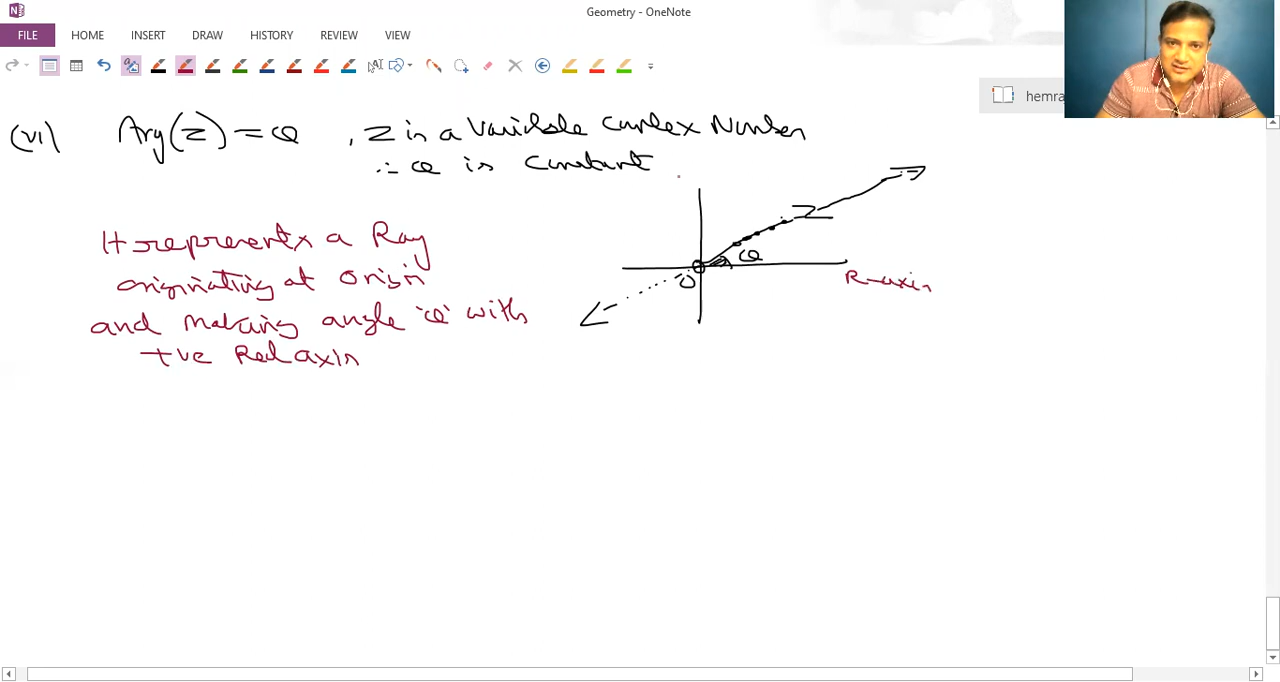 Geometry - OneNote
FILE HOME INSERT DRAW HISTORY REVIEW VIEW
hemra
(vi) Arg(z) = θ , Z is a Variable Complex Number
∴ θ is Constant
It represents a Ray
originating at origin
and making angle 'θ' with
+ve Real axis
Z
θ
O
R-axis